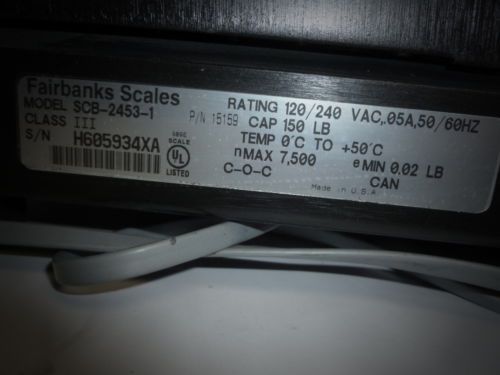 Fairbanks Scales
MODEL SCB-2453-1
CLASS III P/N 15159
S/N H605934XA
SCALE
UL
LISTED
RATING 120/240 VAC,.05A,50/60HZ
CAP 150 LB
TEMP 0°C TO +50°C
nMAX 7,500 eMIN 0.02 LB
C-O-C CAN
Made in U.S.A.